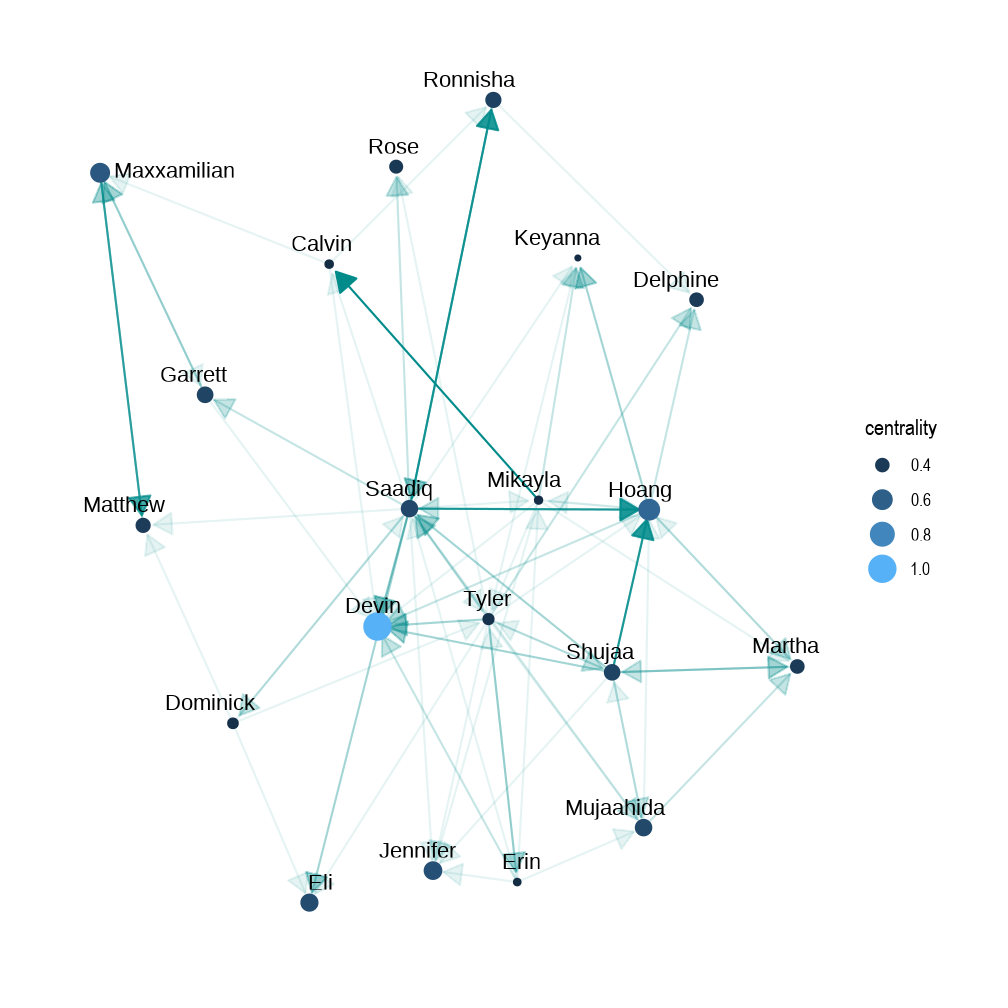 Ronnisha
Rose
Maxxamilian
Calvin
Keyanna
Delphine
Garrett
centrality
0.4
Saadiq
Mikayla
Hoang
Matthew
0.6
0.8
1.0
Devin
Tyler
Shujaa
Martha
Dominick
Mujaahida
Jennifer
Erin
Eli